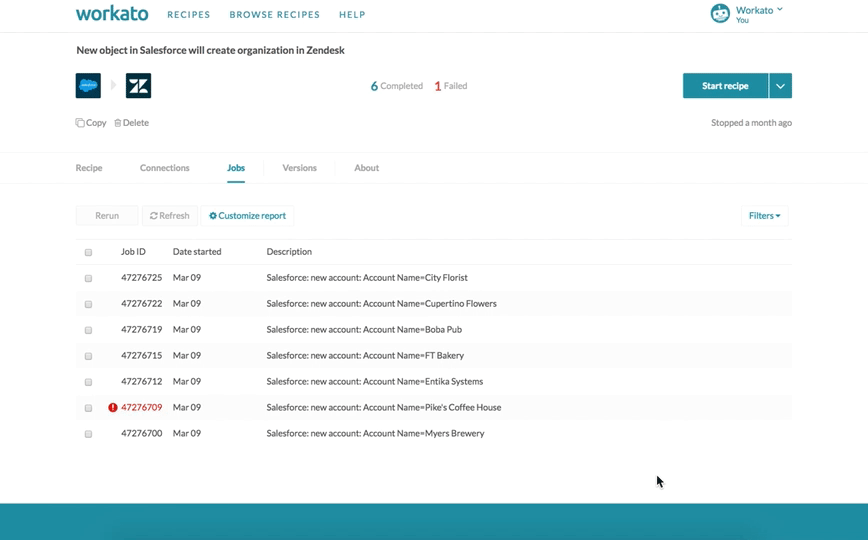 workato RECIPES BROWSE RECIPES HELP Workato
You
New object in Salesforce will create organization in Zendesk
salesforce 6 Completed 1 Failed Start recipe
Copy Delete Stopped a month ago
Recipe Connections Jobs Versions About
Rerun Refresh Customize report Filters
Job ID Date started Description
47276725 Mar 09 Salesforce: new account: Account Name=City Florist
47276722 Mar 09 Salesforce: new account: Account Name=Cupertino Flowers
47276719 Mar 09 Salesforce: new account: Account Name=Boba Pub
47276715 Mar 09 Salesforce: new account: Account Name=FT Bakery
47276712 Mar 09 Salesforce: new account: Account Name=Entika Systems
! 47276709 Mar 09 Salesforce: new account: Account Name=Pike's Coffee House
47276700 Mar 09 Salesforce: new account: Account Name=Myers Brewery